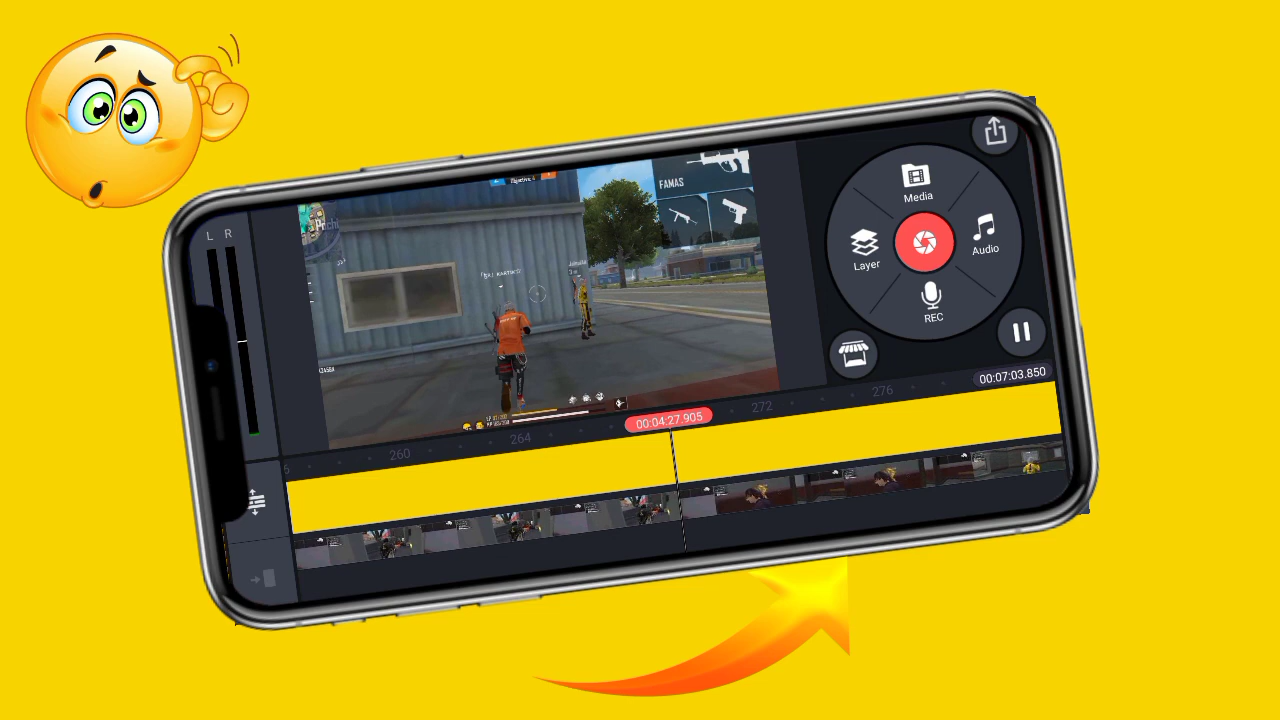 L R
FAMAS
Media
Layer
Audio
REC
00:07:03.850
00:04:27.905
260
264
272
276